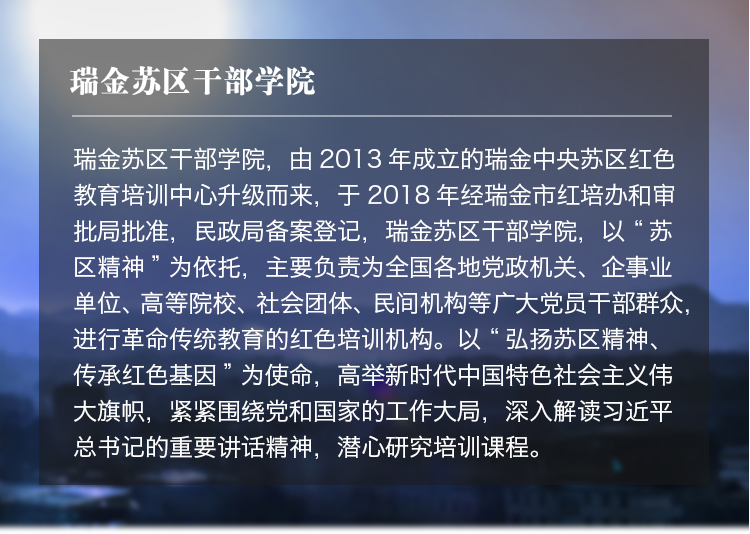 瑞金苏区干部学院
瑞金苏区干部学院，由 2013 年成立的瑞金中央苏区红色
教育培训中心升级而来，于 2018 年经瑞金市红培办和审
批局批准，民政局备案登记，瑞金苏区干部学院，以“苏
区精神”为依托，主要负责为全国各地党政机关、企事业
单位、高等院校、社会团体、民间机构等广大党员干部群众，
进行革命传统教育的红色培训机构。以“弘扬苏区精神、
传承红色基因”为使命，高举新时代中国特色社会主义伟
大旗帜，紧紧围绕党和国家的工作大局，深入解读习近平
总书记的重要讲话精神，潜心研究培训课程。